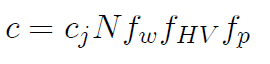 c = c_j N f_w f_{HV} f_p